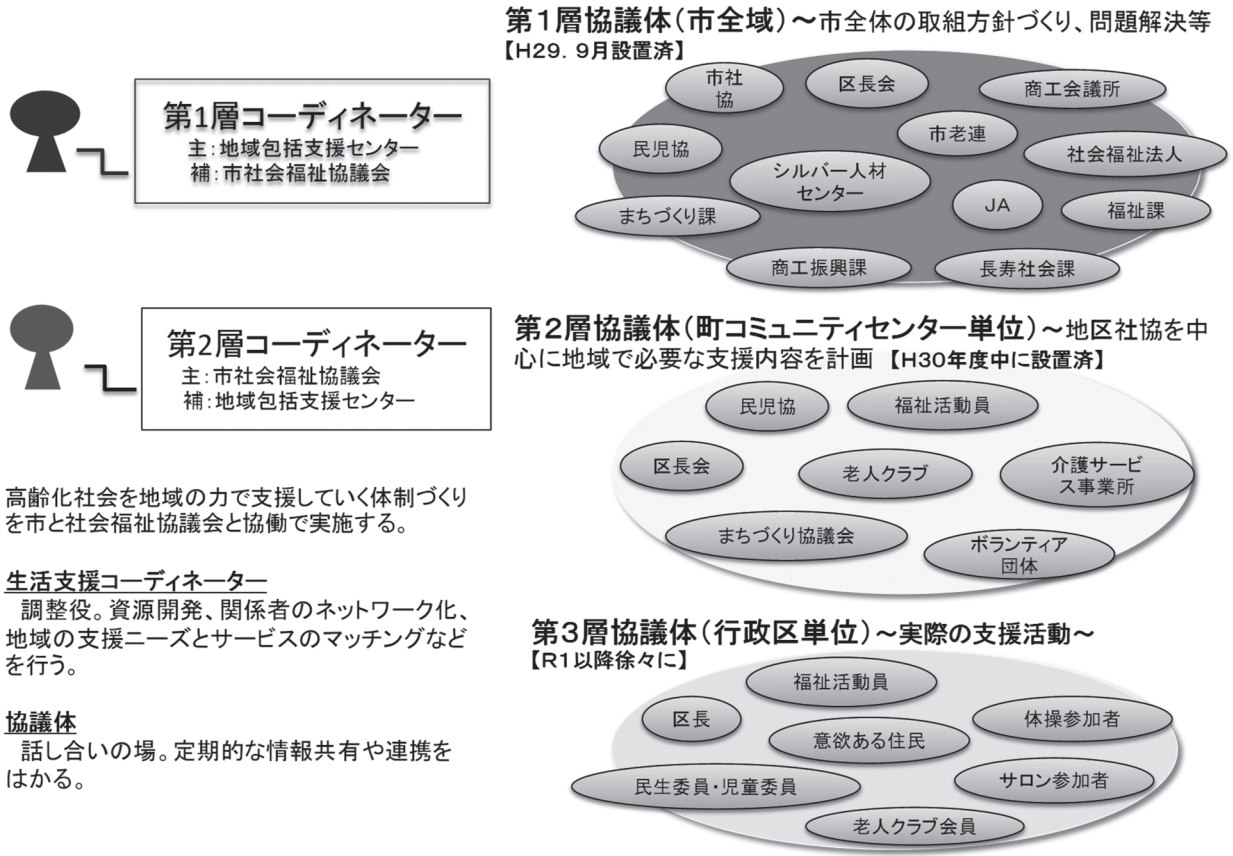 第1層コーディネーター
主：地域包括支援センター
補：市社会福祉協議会
第2層コーディネーター
主：市社会福祉協議会
補：地域包括支援センター
高齢化社会を地域の力で支援していく体制づくり
を市と社会福祉協議会と協働で実施する。
生活支援コーディネーター
調整役。資源開発、関係者のネットワーク化、
地域の支援ニーズとサービスのマッチングなど
を行う。
協議体
話し合いの場。定期的な情報共有や連携を
はかる。
第１層協議体（市全域）～市全体の取組方針づくり、問題解決等
【H29．９月設置済】
市社
協
区長会
商工会議所
民児協
市老連
社会福祉法人
シルバー人材
センター
まちづくり課
JA
福祉課
商工振興課
長寿社会課
第２層協議体（町コミュニティセンター単位）～地区社協を中
心に地域で必要な支援内容を計画 【H30年度中に設置済】
民児協
福祉活動員
区長会
老人クラブ
介護サービ
ス事業所
まちづくり協議会
ボランティア
団体
第３層協議体（行政区単位）～実際の支援活動～
【R1以降徐々に】
福祉活動員
区長
体操参加者
意欲ある住民
民生委員・児童委員
サロン参加者
老人クラブ会員